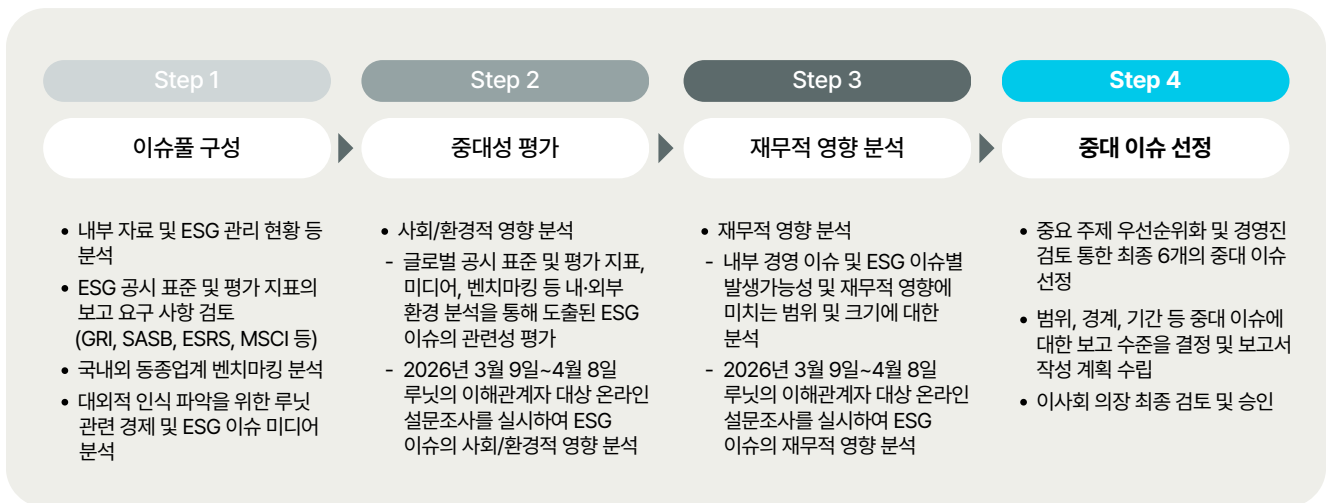 Step 1
이슈풀 구성
• 내부 자료 및 ESG 관리 현황 등
분석
• ESG 공시 표준 및 평가 지표의
보고 요구 사항 검토
(GRI, SASB, ESRS, MSCI 등)
• 국내외 동종업계 벤치마킹 분석
• 대외적 인식 파악을 위한 루닛
관련 경제 및 ESG 이슈 미디어
분석
Step 2
중대성 평가
• 사회/환경적 영향 분석
- 글로벌 공시 표준 및 평가 지표,
미디어, 벤치마킹 등 내·외부
환경 분석을 통해 도출된 ESG
이슈의 관련성 평가
- 2026년 3월 9일~4월 8일
루닛의 이해관계자 대상 온라인
설문조사를 실시하여 ESG
이슈의 사회/환경적 영향 분석
Step 3
재무적 영향 분석
• 재무적 영향 분석
- 내부 경영 이슈 및 ESG 이슈별
발생가능성 및 재무적 영향에
미치는 범위 및 크기에 대한
분석
- 2026년 3월 9일~4월 8일
루닛의 이해관계자 대상 온라인
설문조사를 실시하여 ESG
이슈의 재무적 영향 분석
Step 4
중대 이슈 선정
• 중요 주제 우선순위화 및 경영진
검토 통한 최종 6개의 중대 이슈
선정
• 범위, 경계, 기간 등 중대 이슈에
대한 보고 수준을 결정 및 보고서
작성 계획 수립
• 이사회 의장 최종 검토 및 승인